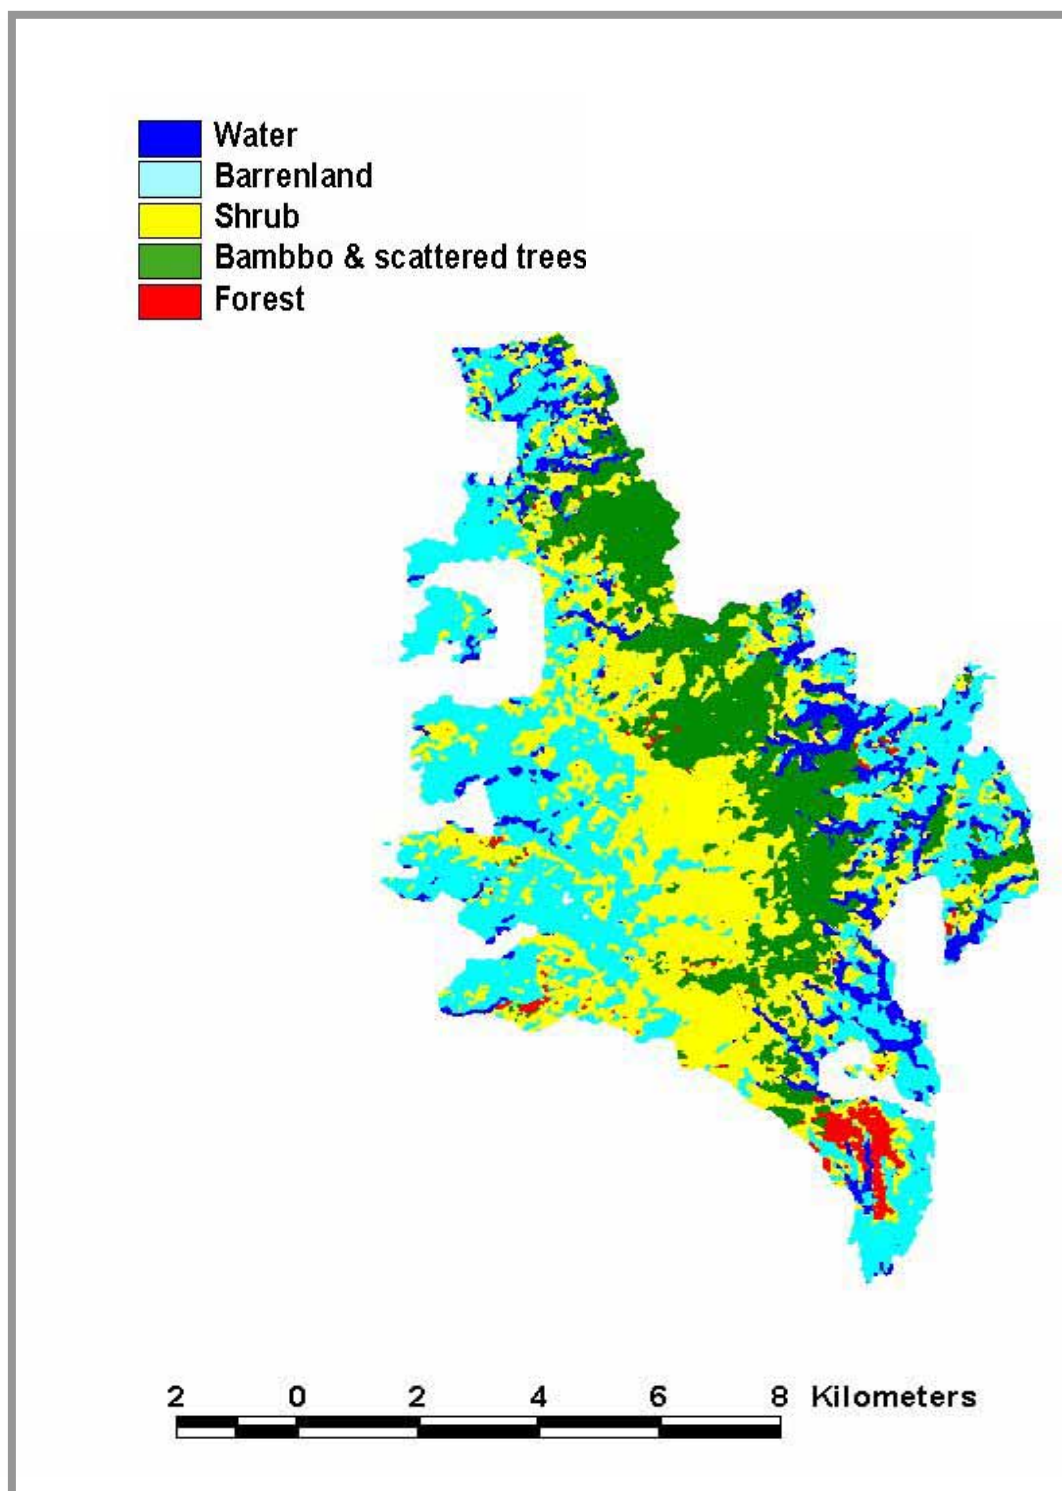 Water
Barrenland
Shrub
Bambbo & scattered trees
Forest
2 0 2 4 6 8 Kilometers